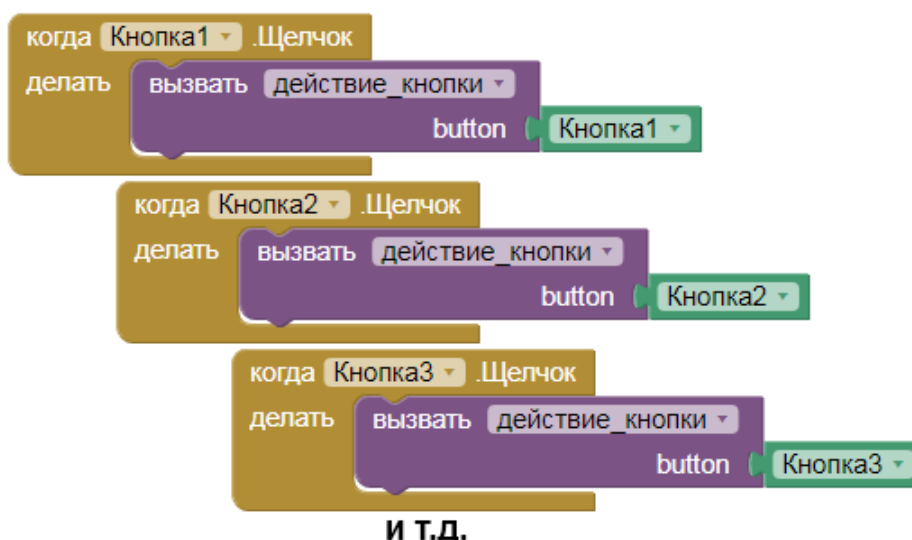 когда Кнопка1 .Щелчок
делать вызвать действие_кнопки
button Кнопка1
когда Кнопка2 .Щелчок
делать вызвать действие_кнопки
button Кнопка2
когда Кнопка3 .Щелчок
делать вызвать действие_кнопки
button Кнопка3
и т.д.